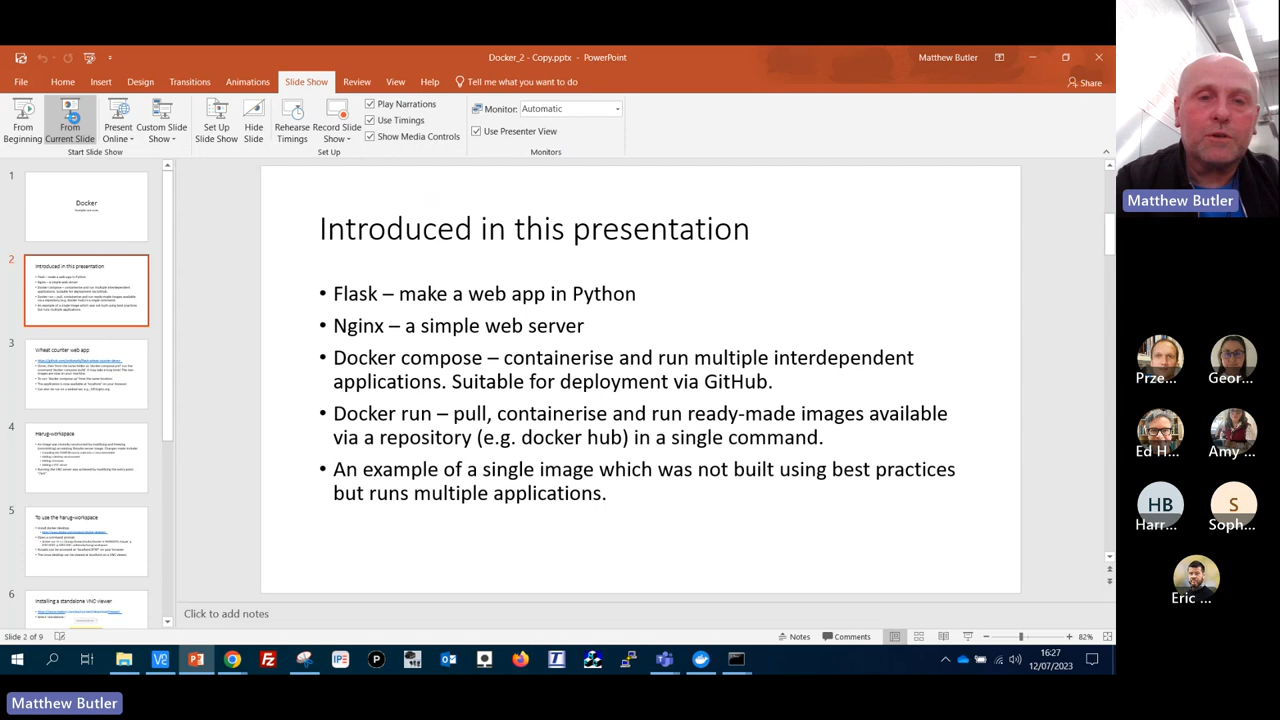 Docker_2 - Copy.pptx - PowerPoint
Matthew Butler
File Home Insert Design Transitions Animations Slide Show Review View Help Tell me what you want to do
Share
From Beginning
From Current Slide
Present Online
Custom Slide Show
Set Up Slide Show
Hide Slide
Rehearse Timings
Record Slide Show
Play Narrations
Use Timings
Show Media Controls
Monitor: Automatic
Use Presenter View
Start Slide Show
Set Up
Monitors
Matthew Butler
1
Docker
2
Introduced in this presentation
3
Wheat counter web app
4
Harug-workspace
5
To use the harug-workspace
6
Installing a standalone VNC viewer
Introduced in this presentation
• Flask – make a web app in Python
• Nginx – a simple web server
• Docker compose – containerise and run multiple interdependent
applications. Suitable for deployment via GitHub.
• Docker run – pull, containerise and run ready-made images available
via a repository (e.g. docker hub) in a single command.
• An example of a single image which was not built using best practices
but runs multiple applications.
Click to add notes
Slide 2 of 9
Notes
Comments
82%
Prze...
Geor...
Ed H...
Amy ...
HB
Harr...
S
Soph...
Eric ...
16:27
12/07/2023
Matthew Butler